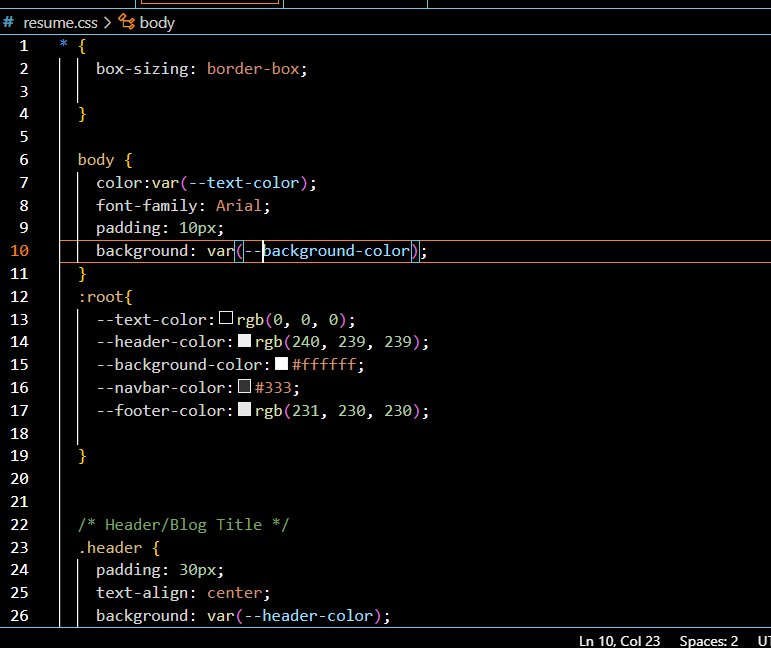 # resume.css > body
1 * {
2 box-sizing: border-box;
3
4 }
5
6 body {
7 color:var(--text-color);
8 font-family: Arial;
9 padding: 10px;
10 background: var(--background-color);
11 }
12 :root{
13 --text-color: rgb(0, 0, 0);
14 --header-color: rgb(240, 239, 239);
15 --background-color: #ffffff;
16 --navbar-color: #333;
17 --footer-color: rgb(231, 230, 230);
18
19 }
20
21
22 /* Header/Blog Title */
23 .header {
24 padding: 30px;
25 text-align: center;
26 background: var(--header-color);
Ln 10, Col 23 Spaces: 2 UT